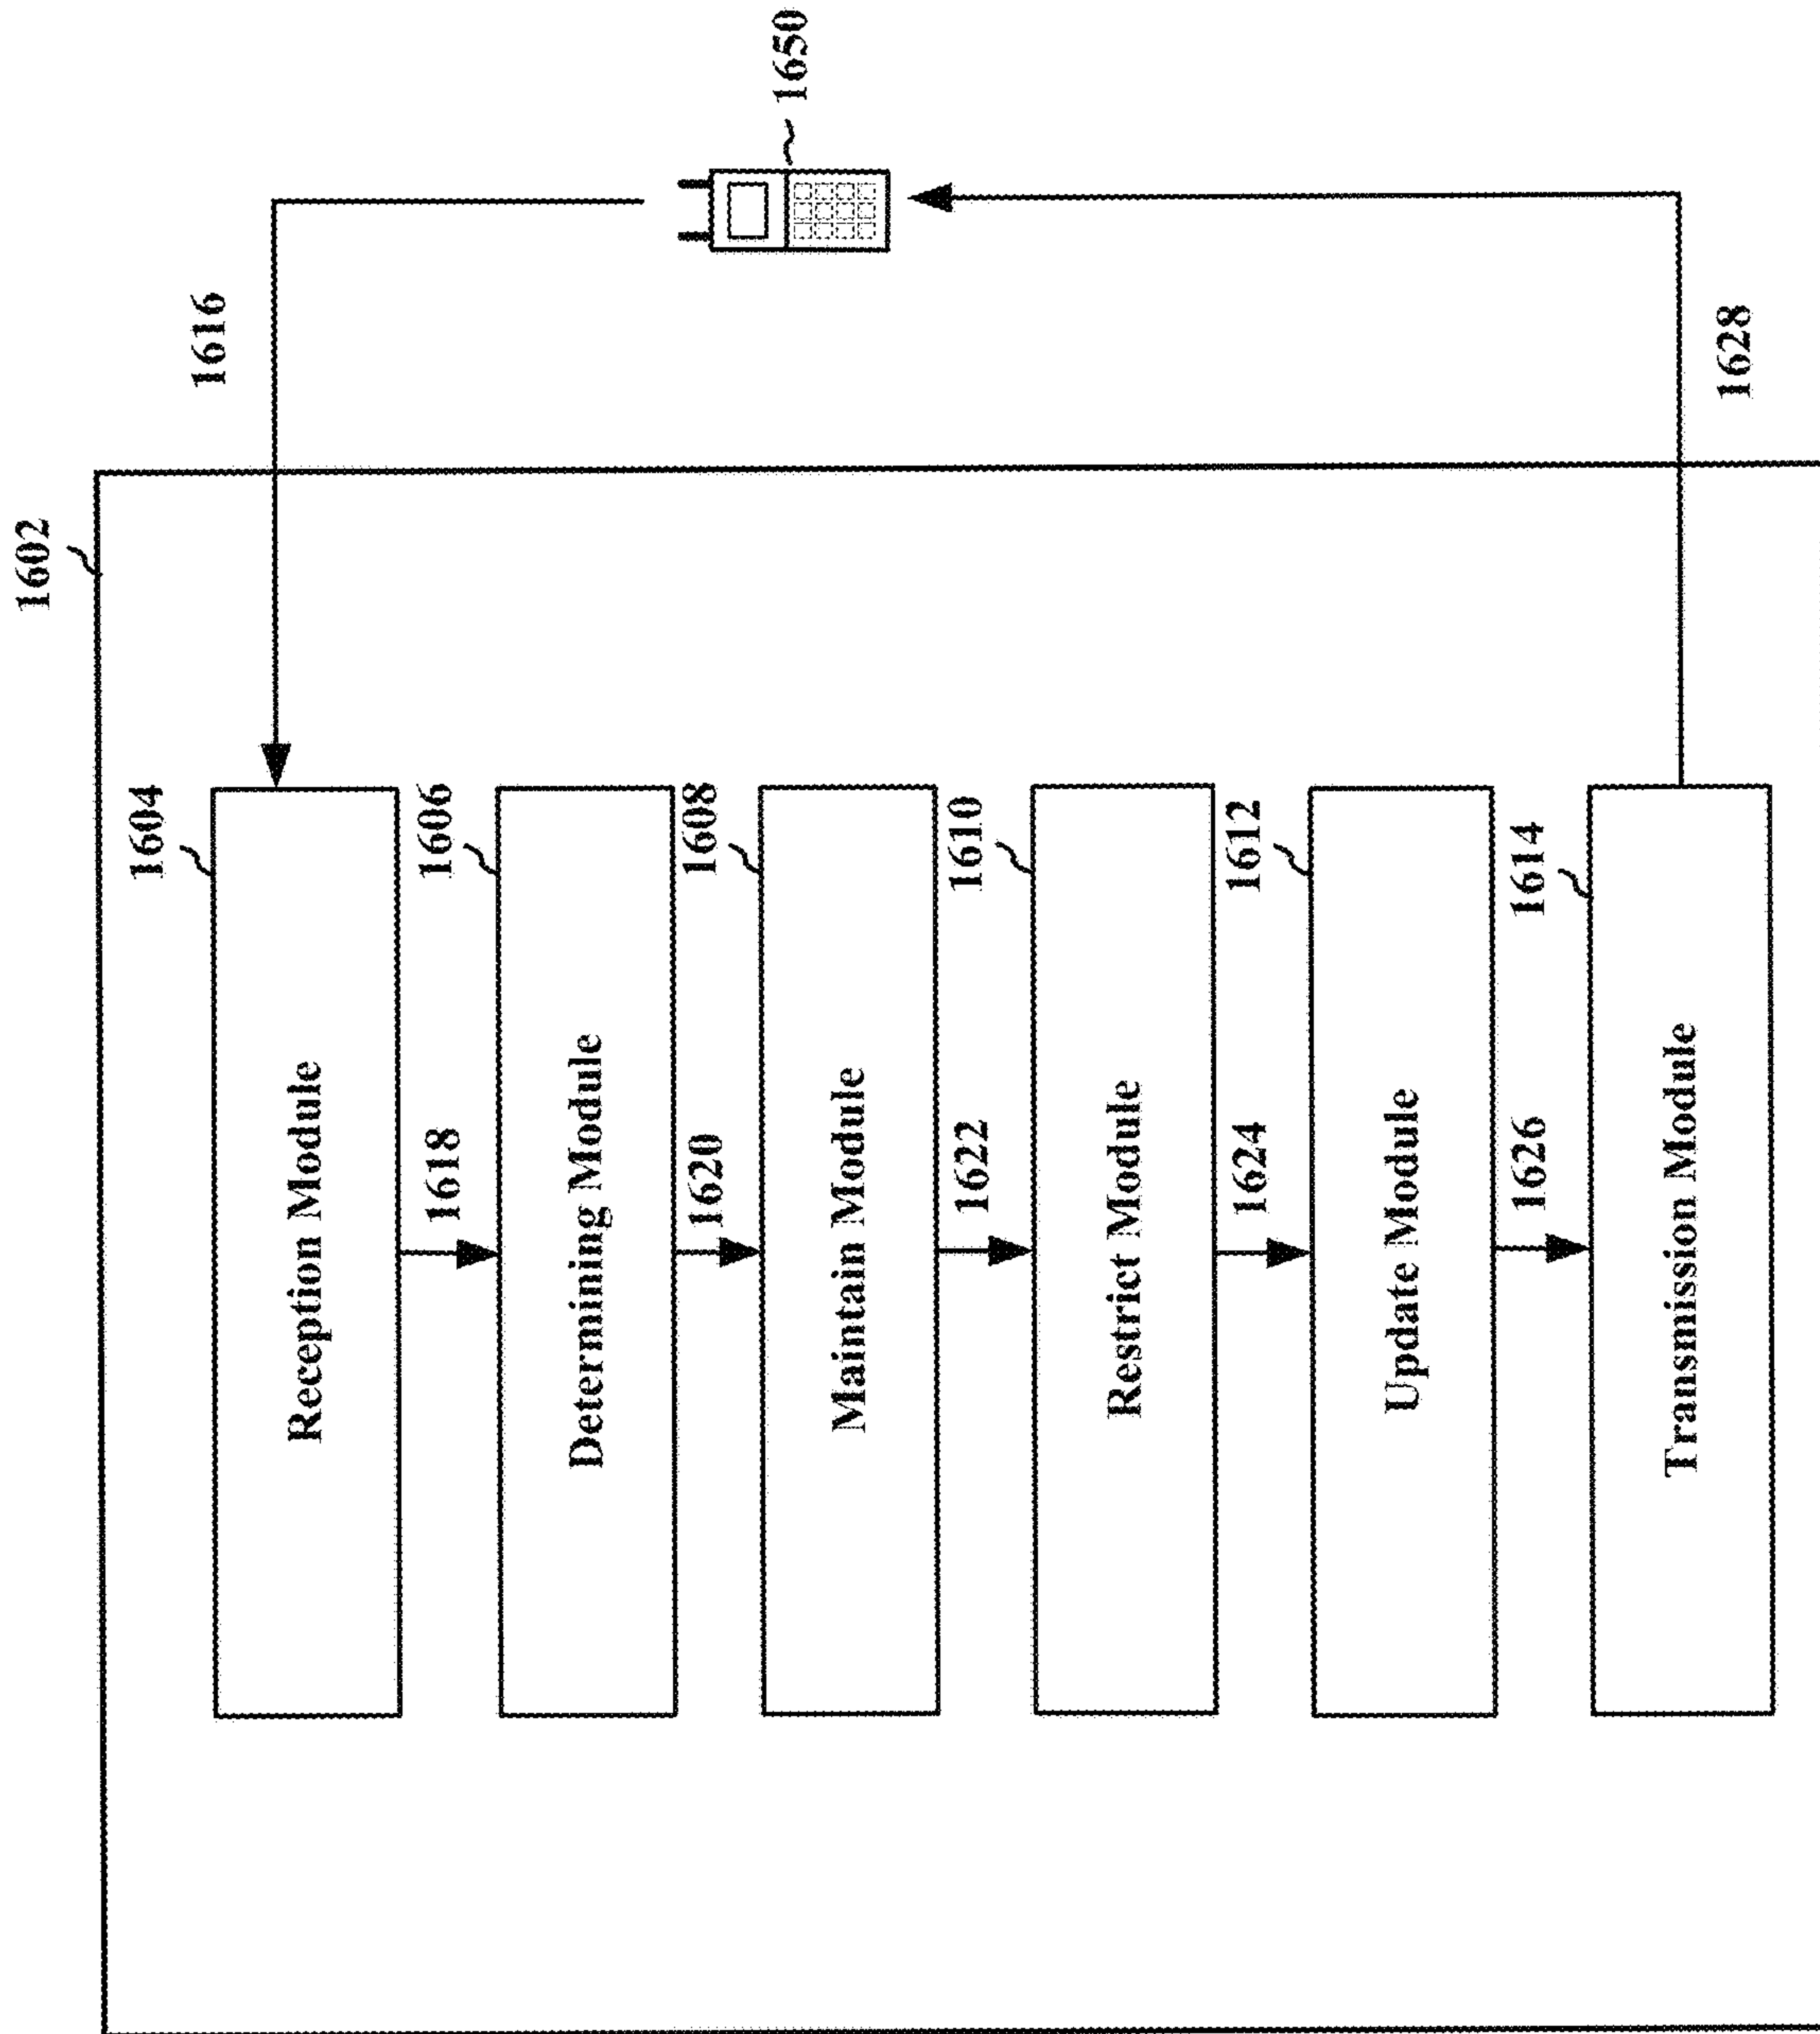 1602
1616
1650
1604
Reception Module
1618
1606
Determining Module
1620
1608
Maintain Module
1622
1610
Restrict Module
1624
1612
Update Module
1626
1614
Transmission Module
1628